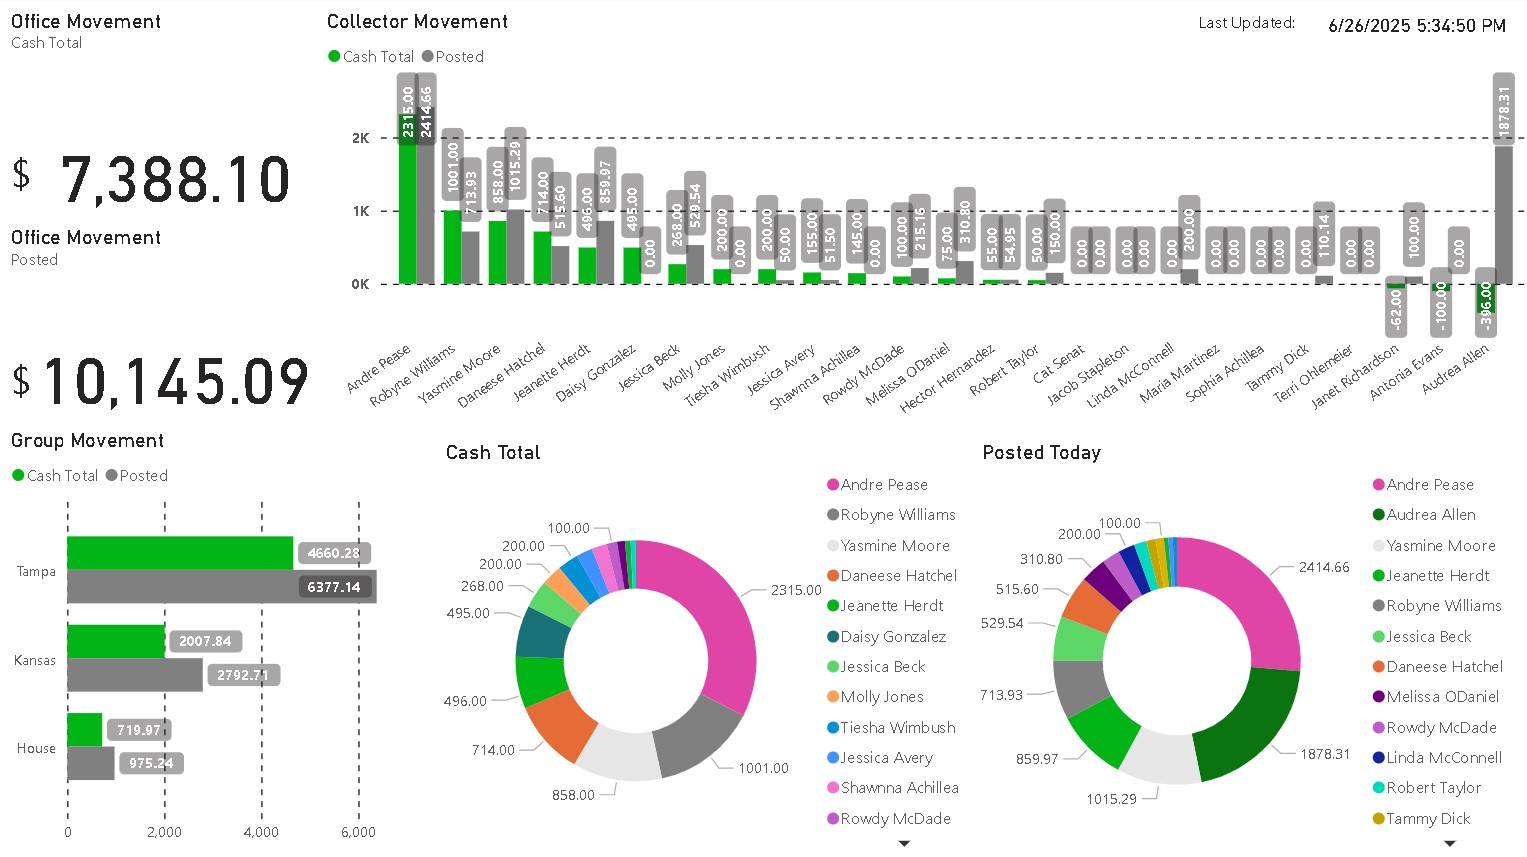 Office Movement
Cash Total
$ 7,388.10
Office Movement
Posted
$ 10,145.09
Collector Movement
Last Updated: 6/26/2025 5:34:50 PM
Cash Total Posted
2K
1K
0K
2315.00 2414.66
1001.00 713.93
858.00 1015.29
714.00 515.60
496.00 859.97
495.00 0.00
268.00 529.54
200.00 0.00
200.00 50.00
155.00 51.50
145.00 0.00
100.00 215.16
75.00 310.80
55.00 54.95
50.00 150.00
0.00 0.00
0.00 0.00
0.00 200.00
0.00 0.00
0.00 0.00
0.00 110.14
0.00 0.00
-62.00 100.00
-100.00 0.00
-396.00 1878.31
Andre Pease
Robyne Williams
Yasmine Moore
Daneese Hatchel
Jeanette Herdt
Daisy Gonzalez
Jessica Beck
Molly Jones
Tiesha Wimbush
Jessica Avery
Shawnna Achillea
Rowdy McDade
Melissa ODaniel
Hector Hernandez
Robert Taylor
Cat Senat
Jacob Stapleton
Linda McConnell
Maria Martinez
Sophia Achillea
Tammy Dick
Terri Ohlemeier
Janet Richardson
Antonia Evans
Audrea Allen
Group Movement
Cash Total Posted
Tampa
4660.28
6377.14
Kansas
2007.84
2792.71
House
719.97
975.24
0 2,000 4,000 6,000
Cash Total
2315.00
1001.00
858.00
714.00
496.00
495.00
268.00
200.00
200.00
100.00
Andre Pease
Robyne Williams
Yasmine Moore
Daneese Hatchel
Jeanette Herdt
Daisy Gonzalez
Jessica Beck
Molly Jones
Tiesha Wimbush
Jessica Avery
Shawnna Achillea
Rowdy McDade
Posted Today
2414.66
1878.31
1015.29
859.97
713.93
529.54
515.60
310.80
200.00
100.00
Andre Pease
Audrea Allen
Yasmine Moore
Jeanette Herdt
Robyne Williams
Jessica Beck
Daneese Hatchel
Melissa ODaniel
Rowdy McDade
Linda McConnell
Robert Taylor
Tammy Dick